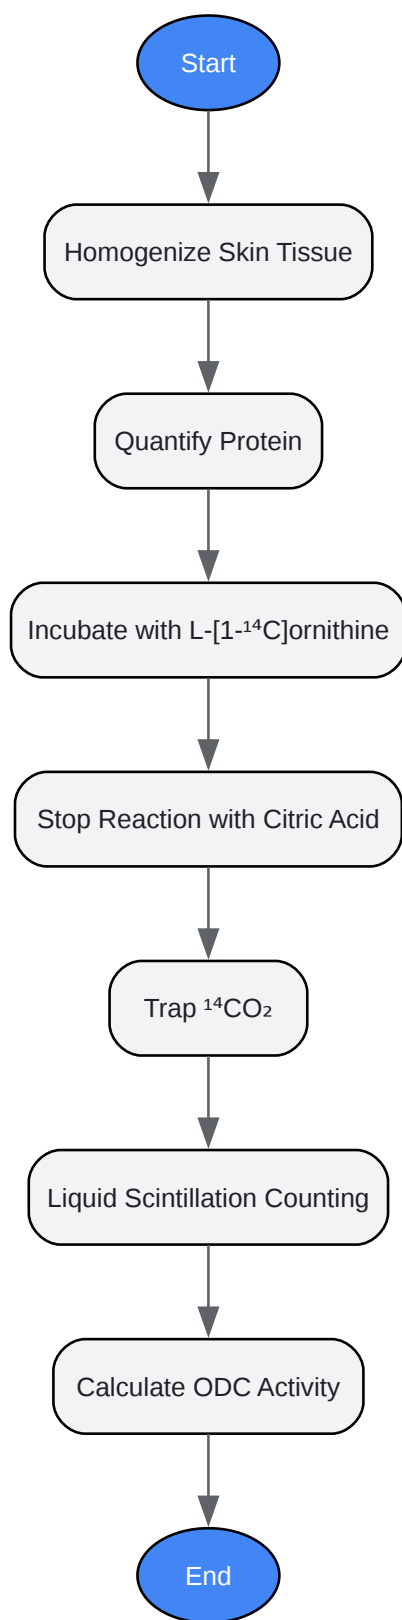 Start
Homogenize Skin Tissue
Quantify Protein
Incubate with L-[1-¹⁴C]ornithine
Stop Reaction with Citric Acid
Trap ¹⁴CO₂
Liquid Scintillation Counting
Calculate ODC Activity
End